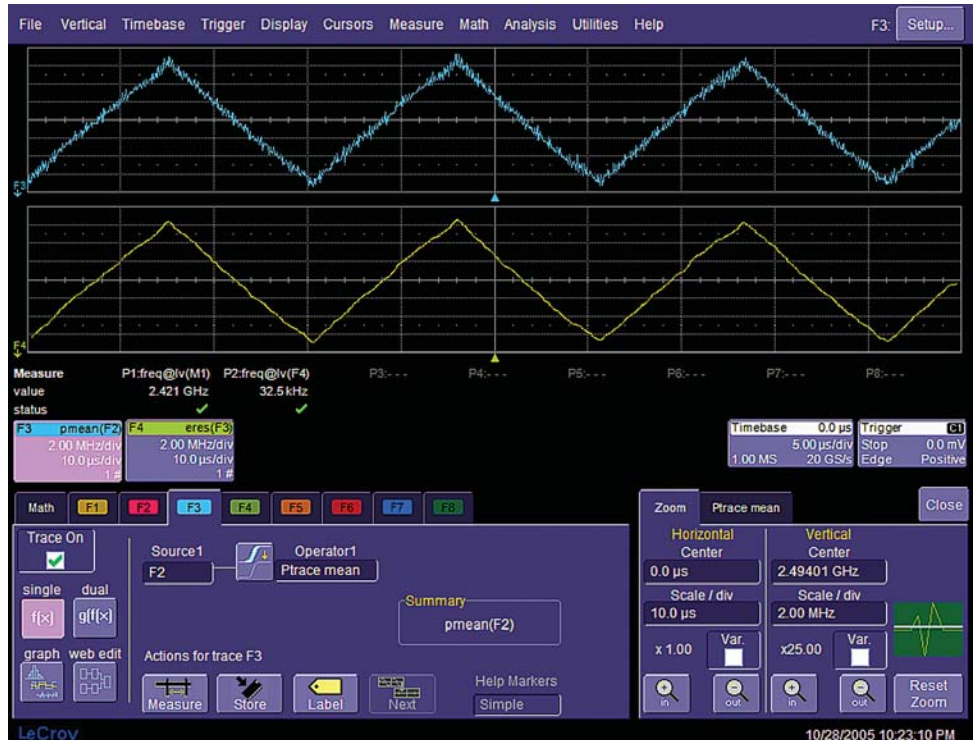 File Vertical Timebase Trigger Display Cursors Measure Math Analysis Utilities Help F3: Setup...
F3
F4
Measure P1:freq@lv(M1) P2:freq@lv(F4) P3:- - - P4:- - - P5:- - - P6:- - - P7:- - - P8:- - -
value 2.421 GHz 32.5 kHz
status
F3 pmean(F2) F4 eres(F3) Timebase 0.0 µs Trigger C1
2.00 MHz/div 2.00 MHz/div 5.00 µs/div Stop 0.0 mV
10.0 µs/div 10.0 µs/div 1.00 MS 20 GS/s Edge Positive
1 # 1 #
Math F1 F2 F3 F4 F5 F6 F7 F8 Zoom Ptrace mean Close
Trace On Horizontal Vertical
Source1 Operator1 Center Center
F2 Ptrace mean 0.0 µs 2.49401 GHz
single dual Scale / div Scale / div
f(x) g(f(x) Summary 10.0 µs 2.00 MHz
pmean(F2)
graph web edit Actions for trace F3 x 1.00 Var. x25.00 Var.
Measure Store Label Next Help Markers
Simple in out in out Reset Zoom
LeCroy 10/28/2005 10:23:10 PM